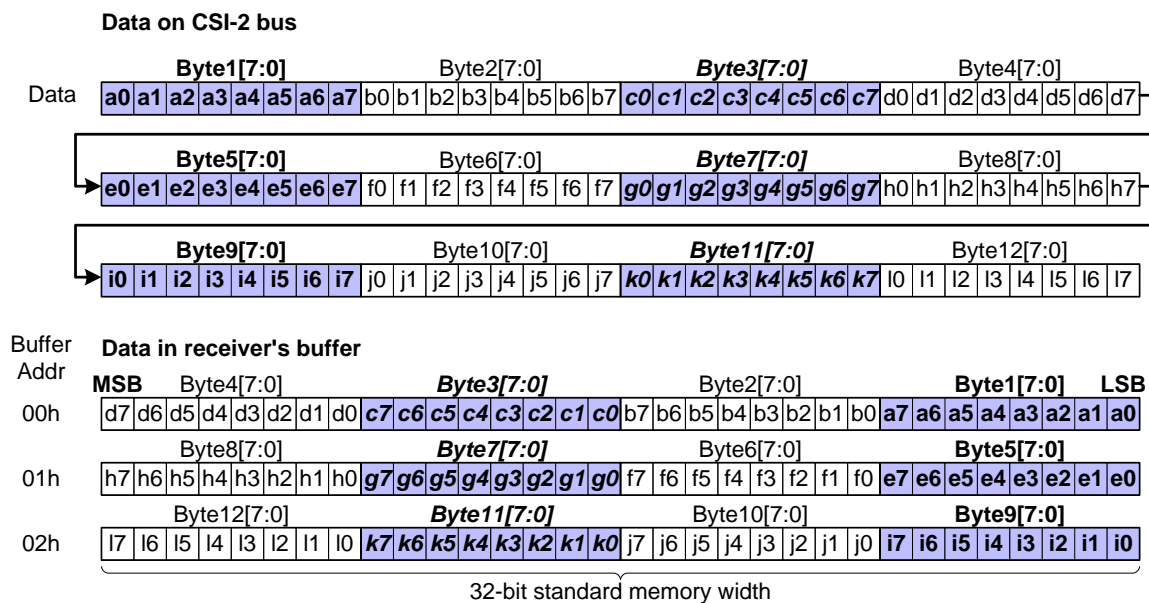 Data on CSI-2 bus
Byte1[7:0] Byte2[7:0] Byte3[7:0] Byte4[7:0]
Data a0 a1 a2 a3 a4 a5 a6 a7 b0 b1 b2 b3 b4 b5 b6 b7 c0 c1 c2 c3 c4 c5 c6 c7 d0 d1 d2 d3 d4 d5 d6 d7
Byte5[7:0] Byte6[7:0] Byte7[7:0] Byte8[7:0]
e0 e1 e2 e3 e4 e5 e6 e7 f0 f1 f2 f3 f4 f5 f6 f7 g0 g1 g2 g3 g4 g5 g6 g7 h0 h1 h2 h3 h4 h5 h6 h7
Byte9[7:0] Byte10[7:0] Byte11[7:0] Byte12[7:0]
i0 i1 i2 i3 i4 i5 i6 i7 j0 j1 j2 j3 j4 j5 j6 j7 k0 k1 k2 k3 k4 k5 k6 k7 l0 l1 l2 l3 l4 l5 l6 l7
Buffer Addr
Data in receiver's buffer
MSB Byte4[7:0] Byte3[7:0] Byte2[7:0] Byte1[7:0] LSB
00h d7 d6 d5 d4 d3 d2 d1 d0 c7 c6 c5 c4 c3 c2 c1 c0 b7 b6 b5 b4 b3 b2 b1 b0 a7 a6 a5 a4 a3 a2 a1 a0
Byte8[7:0] Byte7[7:0] Byte6[7:0] Byte5[7:0]
01h h7 h6 h5 h4 h3 h2 h1 h0 g7 g6 g5 g4 g3 g2 g1 g0 f7 f6 f5 f4 f3 f2 f1 f0 e7 e6 e5 e4 e3 e2 e1 e0
Byte12[7:0] Byte11[7:0] Byte10[7:0] Byte9[7:0]
02h l7 l6 l5 l4 l3 l2 l1 l0 k7 k6 k5 k4 k3 k2 k1 k0 j7 j6 j5 j4 j3 j2 j1 j0 i7 i6 i5 i4 i3 i2 i1 i0
32-bit standard memory width